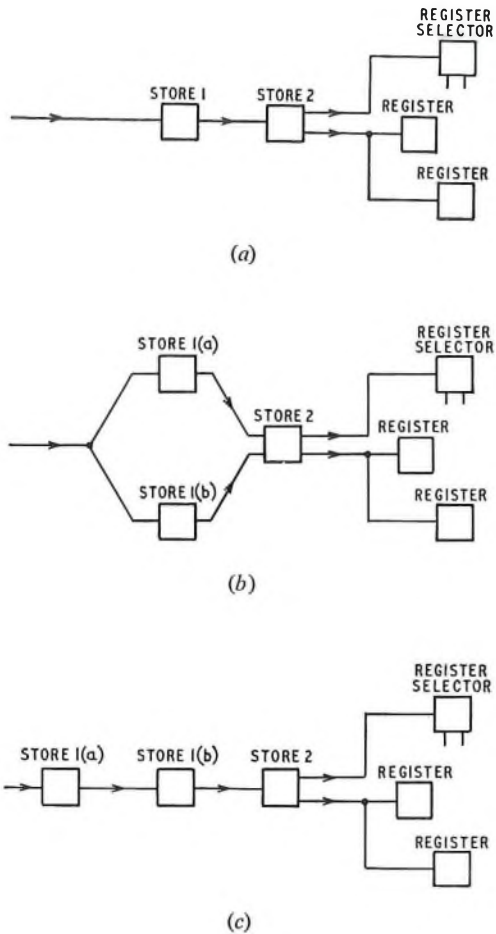 REGISTER
SELECTOR
STORE 1
STORE 2
REGISTER
REGISTER
(a)
STORE 1(a)
REGISTER
SELECTOR
STORE 2
REGISTER
STORE 1(b)
REGISTER
(b)
REGISTER
SELECTOR
STORE 1(a)
STORE 1(b)
STORE 2
REGISTER
REGISTER
(c)